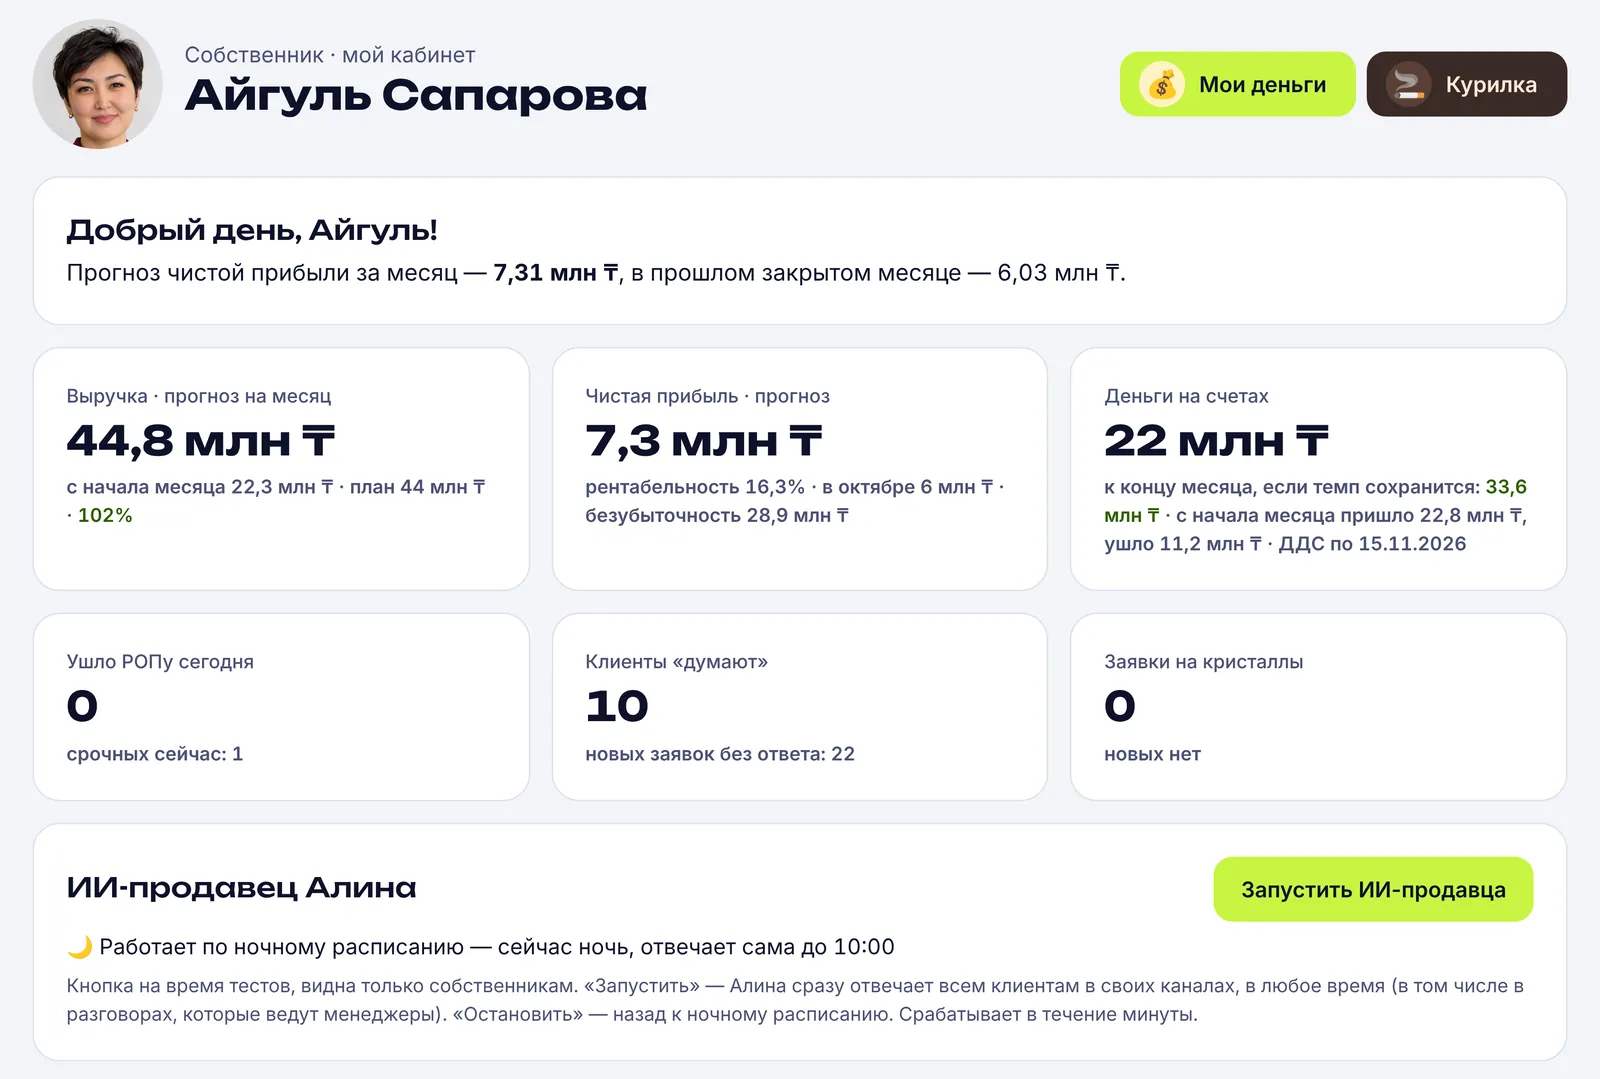 Собственник · мой кабинет
Айгуль Сапарова
Мои деньги
Курилка
Добрый день, Айгуль!
Прогноз чистой прибыли за месяц — 7,31 млн ₸, в прошлом закрытом месяце — 6,03 млн ₸.
Выручка · прогноз на месяц
44,8 млн ₸
с начала месяца 22,3 млн ₸ · план 44 млн ₸
· 102%
Чистая прибыль · прогноз
7,3 млн ₸
рентабельность 16,3% · в октябре 6 млн ₸ ·
безубыточность 28,9 млн ₸
Деньги на счетах
22 млн ₸
к концу месяца, если темп сохранится: 33,6
млн ₸ · с начала месяца пришло 22,8 млн ₸,
ушло 11,2 млн ₸ · ДДС по 15.11.2026
Ушло РОПу сегодня
0
срочных сейчас: 1
Клиенты «думают»
10
новых заявок без ответа: 22
Заявки на кристаллы
0
новых нет
ИИ-продавец Алина
Запустить ИИ-продавца
🌙 Работает по ночному расписанию — сейчас ночь, отвечает сама до 10:00
Кнопка на время тестов, видна только собственникам. «Запустить» — Алина сразу отвечает всем клиентам в своих каналах, в любое время (в том числе в
разговорах, которые ведут менеджеры). «Остановить» — назад к ночному расписанию. Срабатывает в течение минуты.